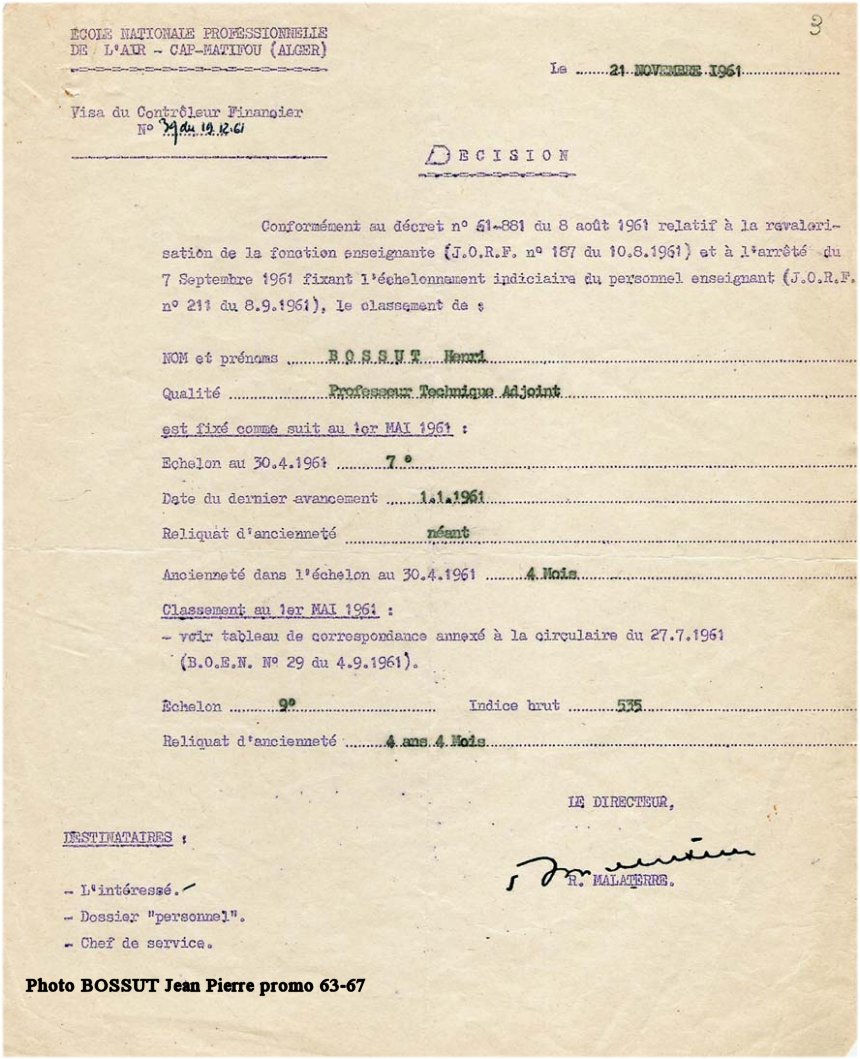 ÉCOLE NATIONALE PROFESSIONNELLE
DE L'AIR - CAP-MATIFOU (ALGER)
3
Le ........21 NOVEMBRE 1961
Visa du Contrôleur Financier
N° 39 du 19.12.61
DECISION
Conformément au décret n° 61-881 du 8 août 1961 relatif à la revalori-
sation de la fonction enseignante (J.O.R.F. n° 187 du 10.8.1961) et à l'arrêté du
7 Septembre 1961 fixant l'échelonnement indiciaire du personnel enseignant (J.O.R.F.
n° 211 du 8.9.1961), le classement de :
NOM et prénoms ....... BOSSUT Henri
Qualité ....... Professeur Technique Adjoint
est fixé comme suit au 1er MAI 1961 :
Echelon au 30.4.1961 ....... 7°
Date du dernier avancement ....... 1.1.1961
Reliquat d'ancienneté ....... néant
Ancienneté dans l'échelon au 30.4.1961 ....... 4 Mois
Classement au 1er MAI 1961 :
- voir tableau de correspondance annexé à la circulaire du 27.7.1961
(B.O.E.N. N° 29 du 4.9.1961).
Échelon ....... 9° ....... Indice brut ....... 535
Reliquat d'ancienneté ....... 4 ans 4 Mois
LE DIRECTEUR,
R. MALATERRE.
DESTINATAIRES :
- L'intéressé.
- Dossier "personnel".
- Chef de service.
Photo BOSSUT Jean Pierre promo 63-67